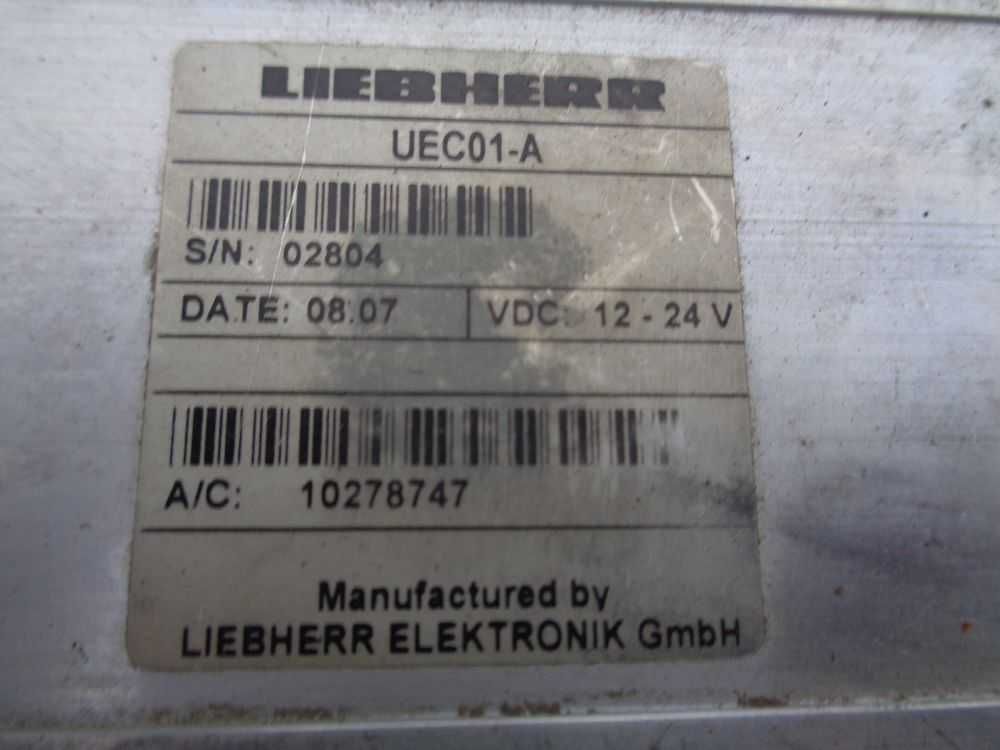 LIEBHERR
UEC01-A
S/N: 02804
DATE: 08.07 VDC: 12 - 24 V
A/C: 10278747
Manufactured by
LIEBHERR ELEKTRONIK GmbH